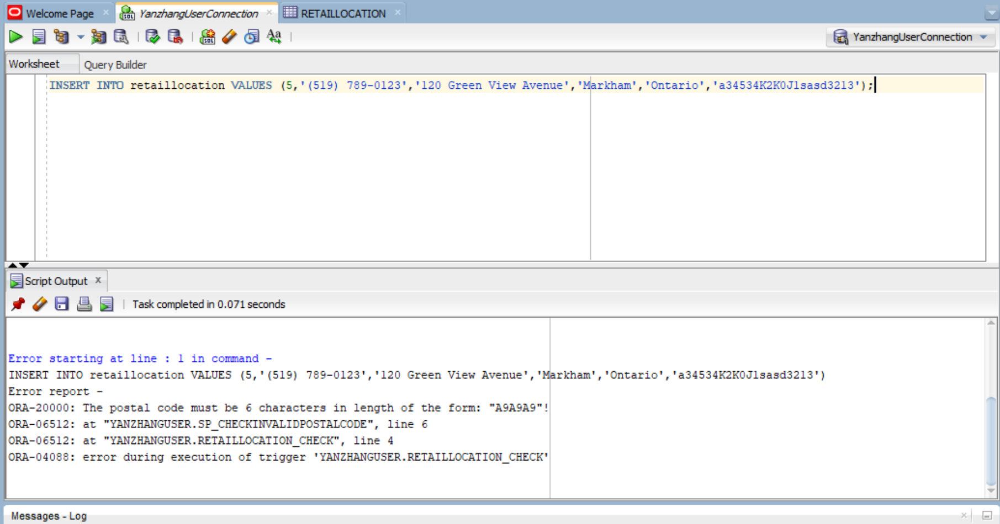 Welcome Page
YanzhangUserConnection
RETAILLOCATION
YanzhangUserConnection
Worksheet
Query Builder
INSERT INTO retaillocation VALUES (5,'(519) 789-0123','120 Green View Avenue','Markham','Ontario','a34534K2K0J1sasd3213');
Script Output
Task completed in 0.071 seconds
Error starting at line : 1 in command -
INSERT INTO retaillocation VALUES (5,'(519) 789-0123','120 Green View Avenue','Markham','Ontario','a34534K2K0J1sasd3213')
Error report -
ORA-20000: The postal code must be 6 characters in length of the form: "A9A9A9"!
ORA-06512: at "YANZHANGUSER.SP_CHECKINVALIDPOSTALCODE", line 6
ORA-06512: at "YANZHANGUSER.RETAILLOCATION_CHECK", line 4
ORA-04088: error during execution of trigger 'YANZHANGUSER.RETAILLOCATION_CHECK'
Messages - Log